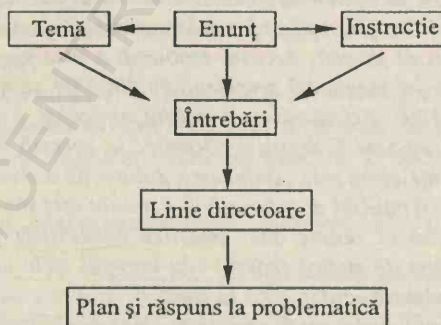 Temă Enunț Instrucție
Întrebări
Linie directoare
Plan și răspuns la problematică